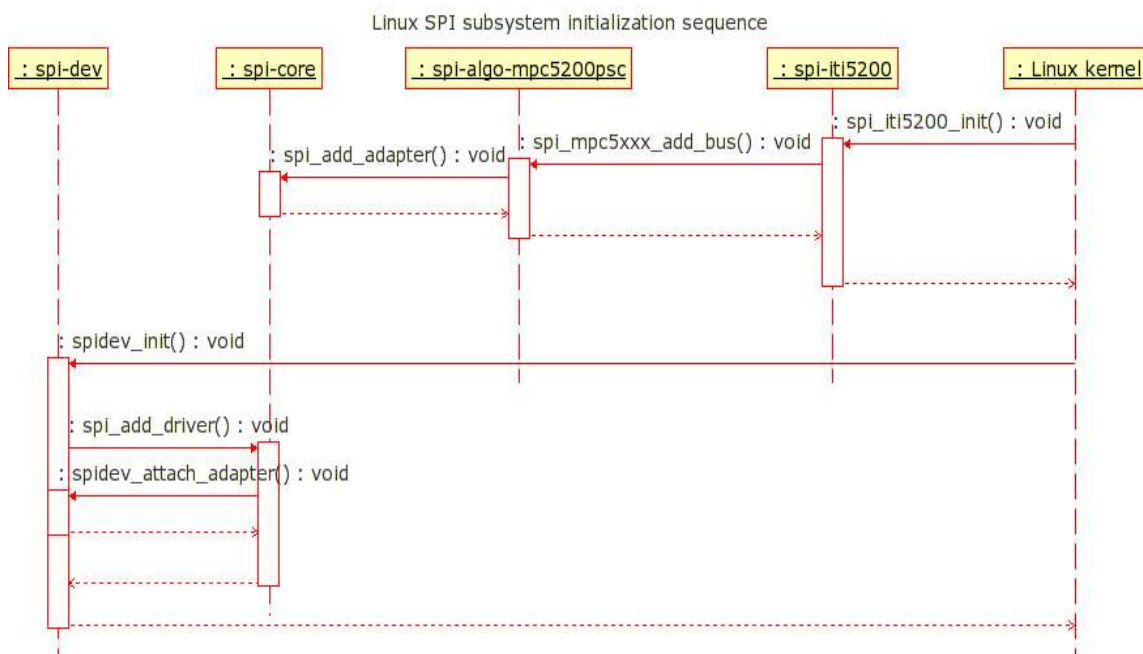 Linux SPI subsystem initialization sequence
: spi-dev
: spi-core
: spi-algo-mpc5200psc
: spi-iti5200
: Linux kernel
: spi_iti5200_init() : void
: spi_mpc5xxx_add_bus() : void
: spi_add_adapter() : void
: spidev_init() : void
: spi_add_driver() : void
: spidev_attach_adapter() : void